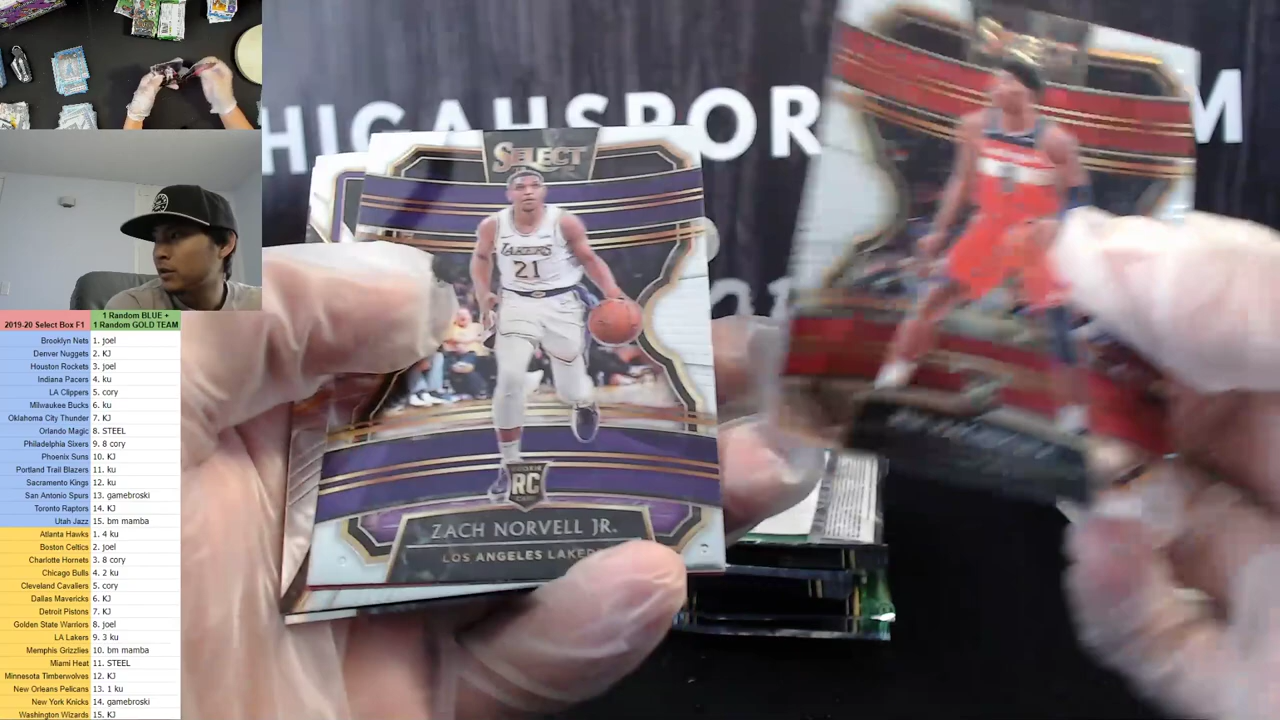 HIGAHSPOR
M
SELECT
LAKERS
21
ROOKIE
RC
ZACH NORVELL JR.
LOS ANGELES LAKERS
2019-20 Select Box F1
1 Random BLUE +
1 Random GOLD TEAM
Brooklyn Nets 1. joel
Denver Nuggets 2. KJ
Houston Rockets 3. joel
Indiana Pacers 4. ku
LA Clippers 5. cory
Milwaukee Bucks 6. ku
Oklahoma City Thunder 7. KJ
Orlando Magic 8. STEEL
Philadelphia Sixers 9. 8 cory
Phoenix Suns 10. KJ
Portland Trail Blazers 11. ku
Sacramento Kings 12. ku
San Antonio Spurs 13. gamebroski
Toronto Raptors 14. KJ
Utah Jazz 15. bm mamba
Atlanta Hawks 1. 4 ku
Boston Celtics 2. joel
Charlotte Hornets 3. 8 cory
Chicago Bulls 4. 2 ku
Cleveland Cavaliers 5. cory
Dallas Mavericks 6. KJ
Detroit Pistons 7. KJ
Golden State Warriors 8. joel
LA Lakers 9. 3 ku
Memphis Grizzlies 10. bm mamba
Miami Heat 11. STEEL
Minnesota Timberwolves 12. KJ
New Orleans Pelicans 13. 1 ku
New York Knicks 14. gamebroski
Washington Wizards 15. KJ